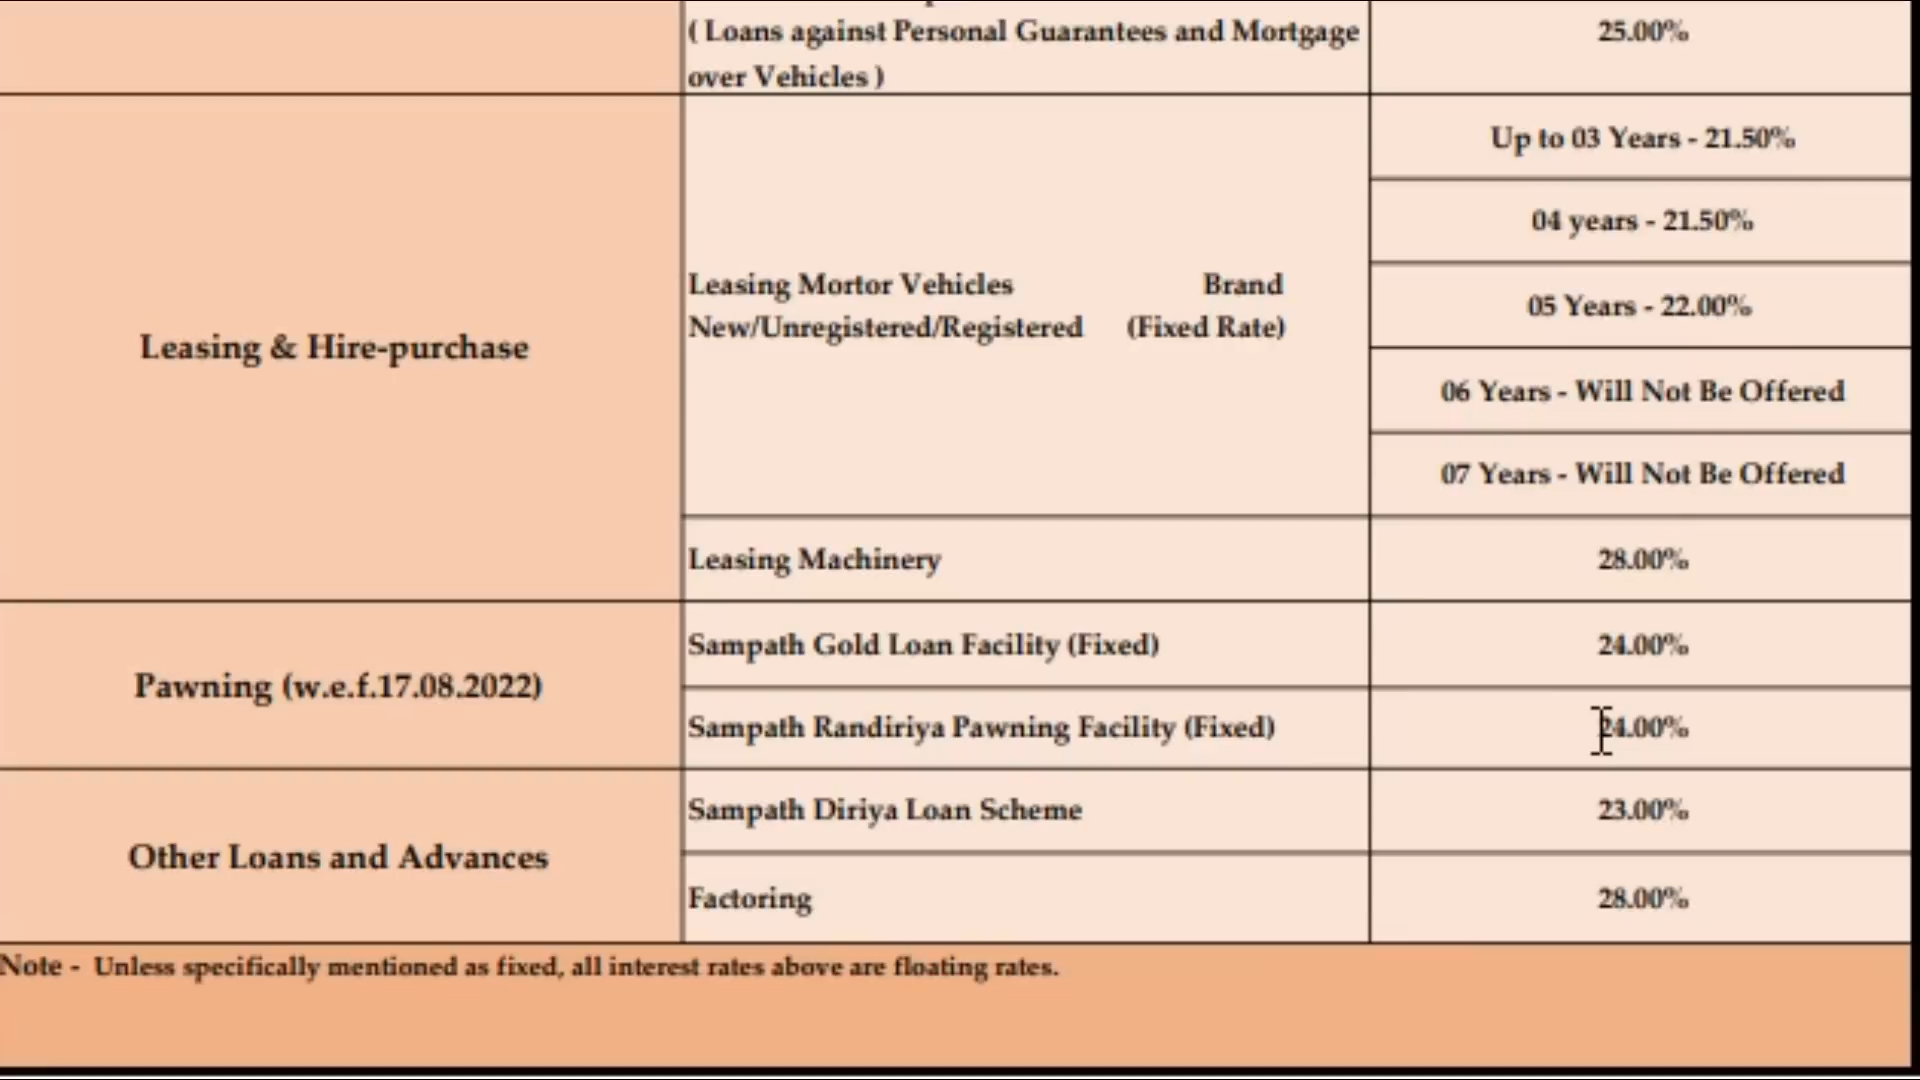 ( Loans against Personal Guarantees and Mortgage
over Vehicles )
25.00%
Leasing & Hire-purchase
Leasing Mortor Vehicles Brand
New/Unregistered/Registered (Fixed Rate)
Up to 03 Years - 21.50%
04 years - 21.50%
05 Years - 22.00%
06 Years - Will Not Be Offered
07 Years - Will Not Be Offered
Leasing Machinery
28.00%
Pawning (w.e.f.17.08.2022)
Sampath Gold Loan Facility (Fixed)
24.00%
Sampath Randiriya Pawning Facility (Fixed)
24.00%
Other Loans and Advances
Sampath Diriya Loan Scheme
23.00%
Factoring
28.00%
Note - Unless specifically mentioned as fixed, all interest rates above are floating rates.